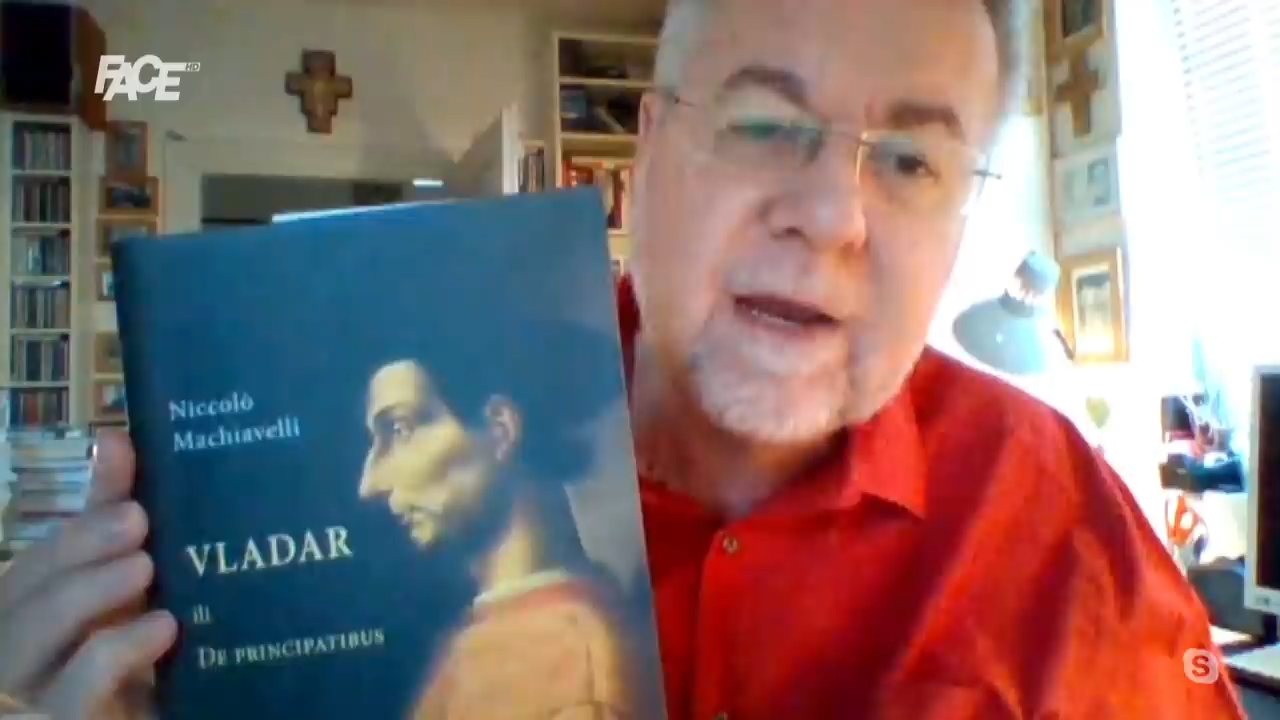 FACE HD
Niccolò
Machiavelli
VLADAR
ili
DE PRINCIPATIBUS
S